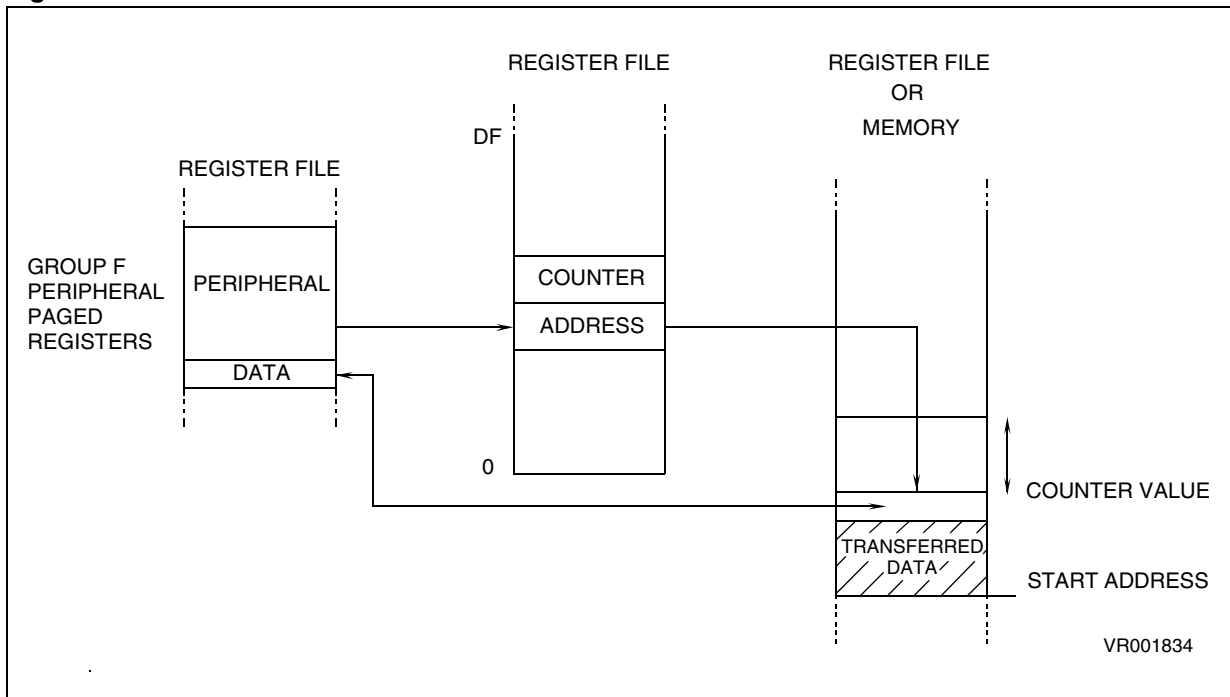 REGISTER FILE
REGISTER FILE
OR
MEMORY
DF
REGISTER FILE
GROUP F
PERIPHERAL
PAGED
REGISTERS
PERIPHERAL
DATA
COUNTER
ADDRESS
0
COUNTER VALUE
TRANSFERRED
DATA
START ADDRESS
VR001834